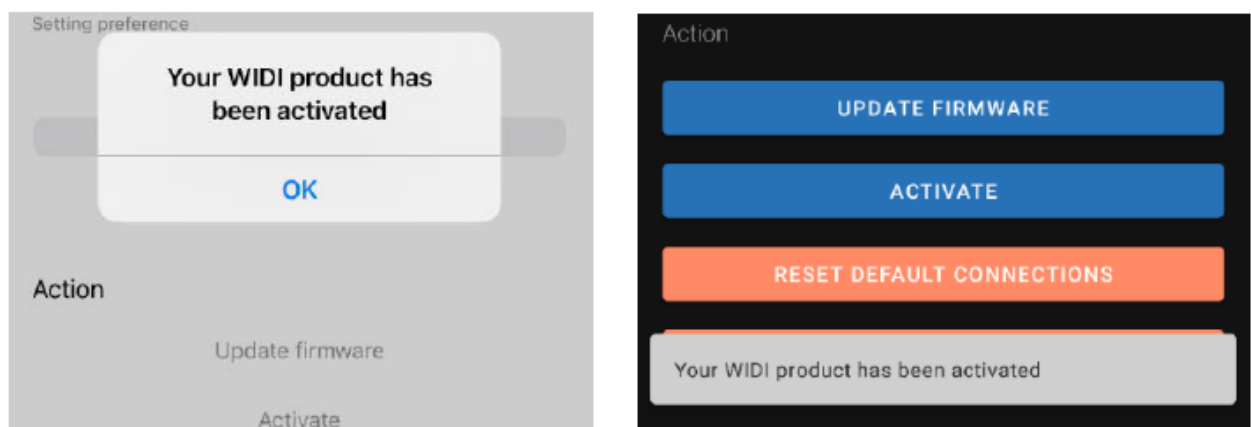 Setting preference
Your WIDI product has
been activated
OK
Action
Update firmware
Activate
Action
UPDATE FIRMWARE
ACTIVATE
RESET DEFAULT CONNECTIONS
Your WIDI product has been activated